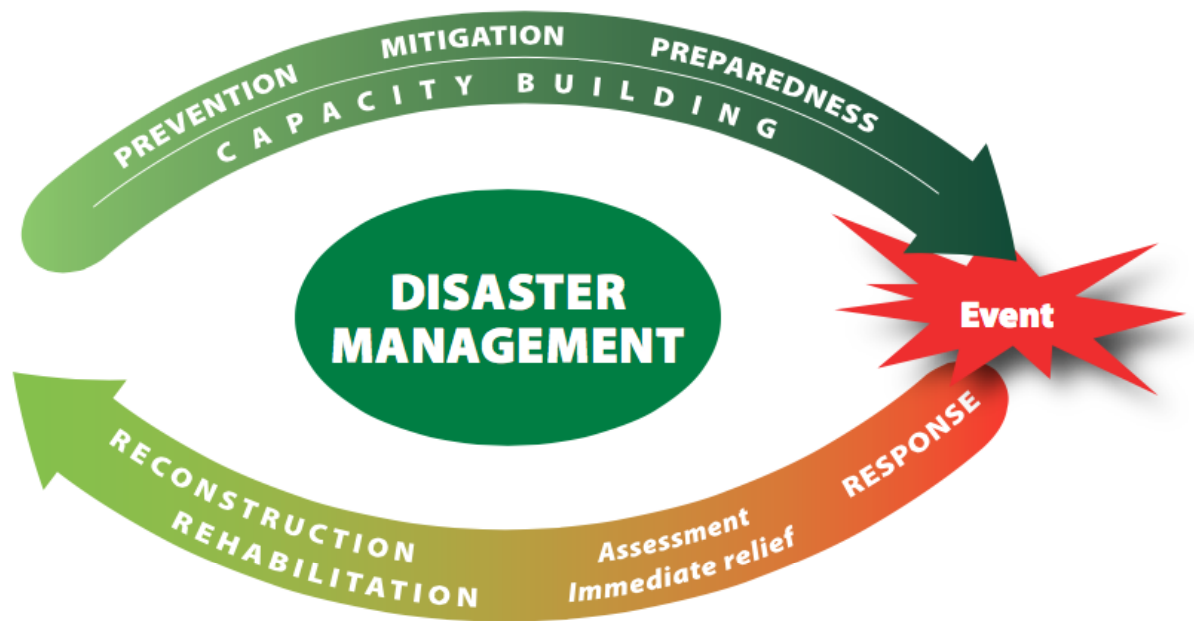 PREVENTION MITIGATION PREPAREDNESS
CAPACITY BUILDING
DISASTER
MANAGEMENT
Event
RESPONSE
Assessment
Immediate relief
RECONSTRUCTION
REHABILITATION